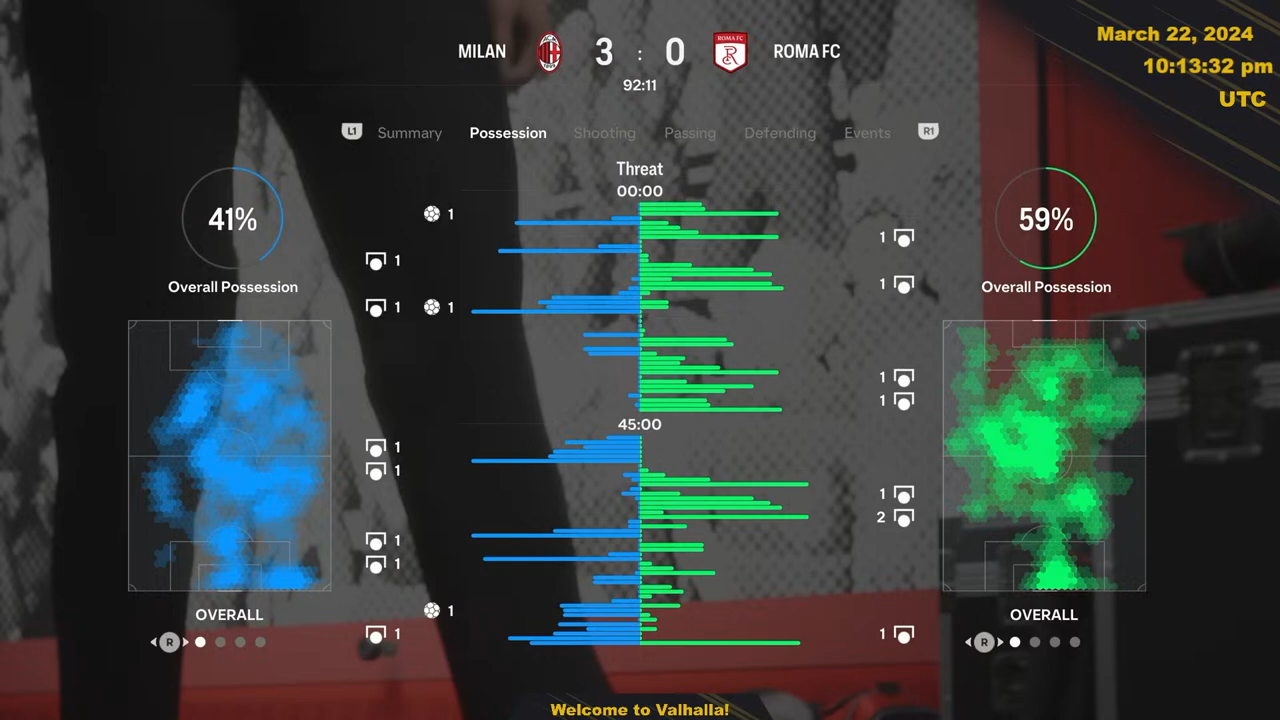 MILAN 3 : 0 ROMA FC
ROMA FC
92:11
March 22, 2024
10:13:32 pm
UTC
L1 Summary Possession Shooting Passing Defending Events R1
Threat
00:00
41%
Overall Possession
59%
Overall Possession
1
1
1
1
1
1
1
1
1
45:00
1
1
1
2
1
1
1
1
1
OVERALL
R
OVERALL
R
Welcome to Valhalla!